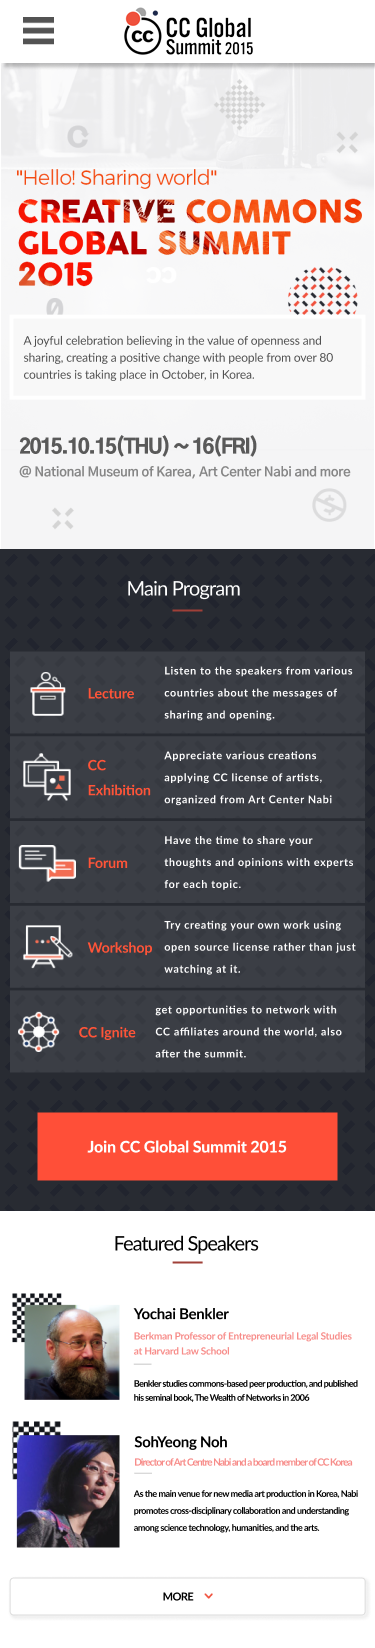 cc CC Global
Summit 2015
C
"Hello! Sharing world"
CREATIVE COMMONS
GLOBAL SUMMIT
2015
cc
0
A joyful celebration believing in the value of openness and
sharing, creating a positive change with people from over 80
countries is taking place in October, in Korea.
2015.10.15(THU) ~ 16(FRI)
@ National Museum of Karea, Art Center Nabi and more
$
Main Program
Lecture
Listen to the speakers from various
countries about the messages of
sharing and opening.
CC
Exhibition
Appreciate various creations
applying CC license of artists,
organized from Art Center Nabi
Forum
Have the time to share your
thoughts and opinions with experts
for each topic.
Workshop
Try creating your own work using
open source license rather than just
watching at it.
CC Ignite
get opportunities to network with
CC affiliates around the world, also
after the summit.
Join CC Global Summit 2015
Featured Speakers
Yochai Benkler
Berkman Professor of Entrepreneurial Legal Studies
at Harvard Law School
Benkler studies commons-based peer production, and published
his seminal book, The Wealth of Networks in 2006
SohYeong Noh
Director of Art Centre Nabi and a board member of CC Korea
As the main venue for new media art production in Korea, Nabi
promotes cross-disciplinary collaboration and understanding
among science technology, humanities, and the arts.
MORE